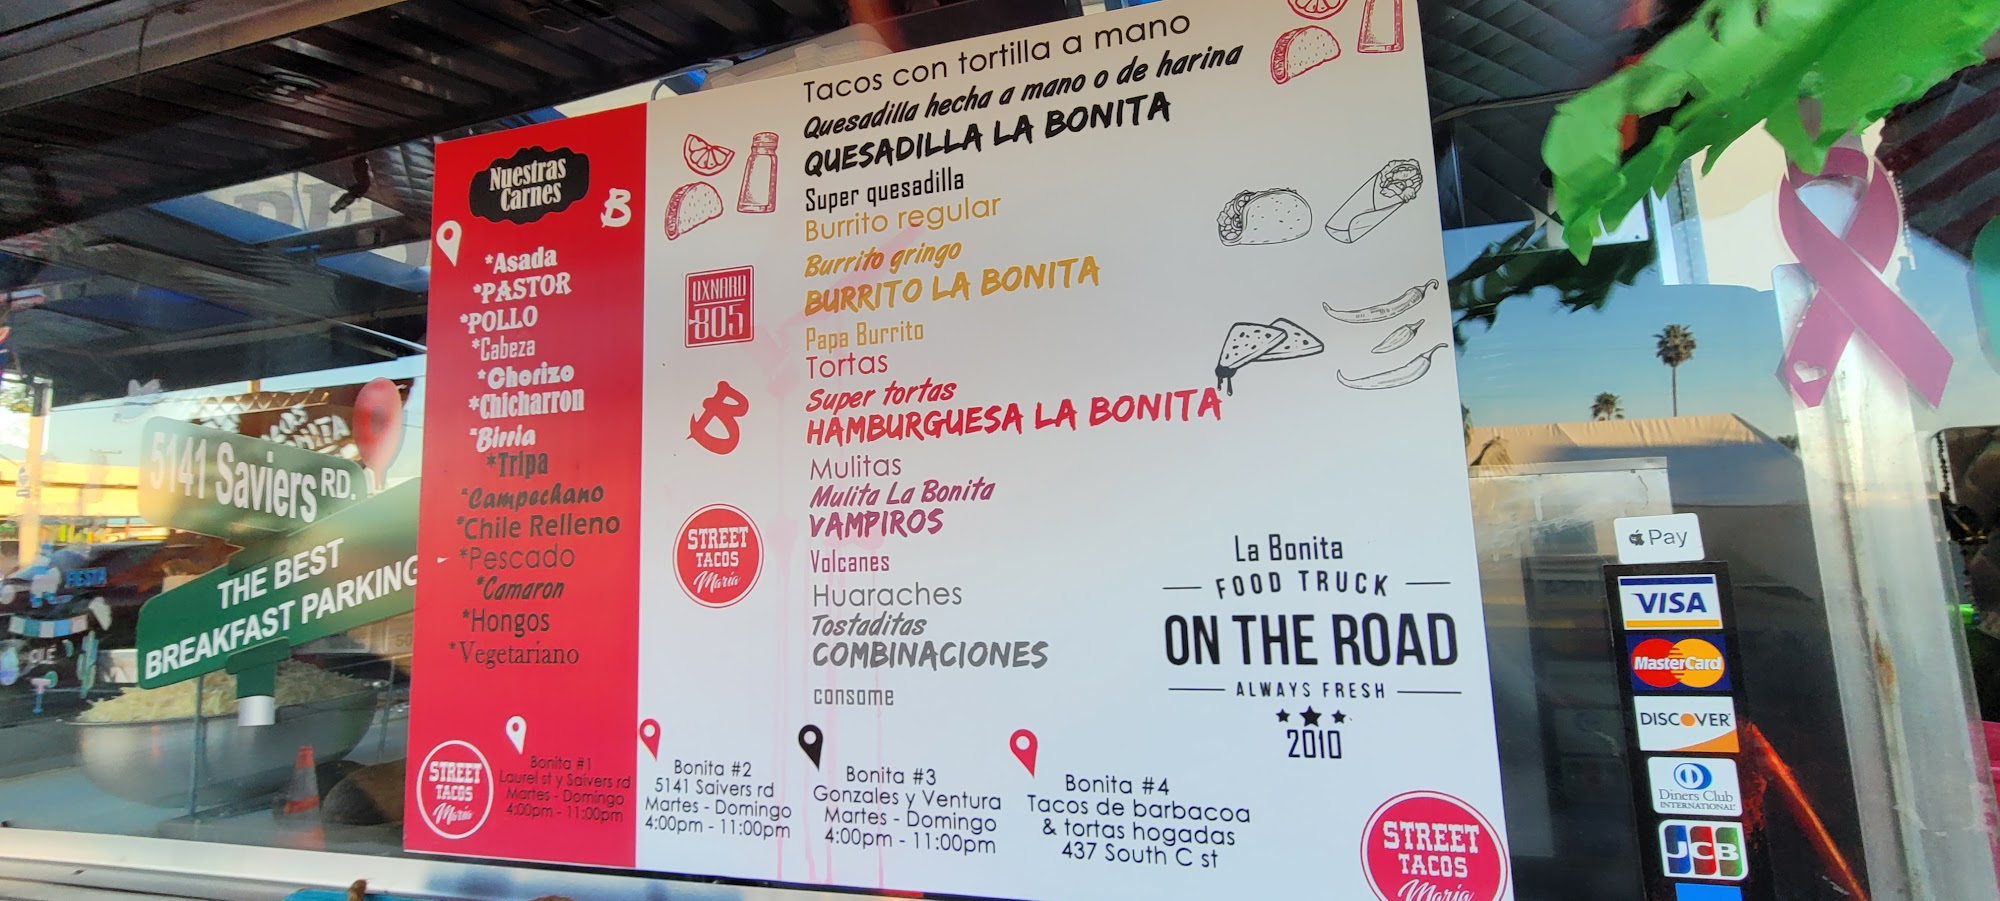 Nuestras
Carnes
B
*Asada
*PASTOR
*POLLO
*Cabeza
*Chorizo
*Chicharron
*Birria
*Tripa
*Campechano
*Chile Relleno
*Pescado
*Camaron
*Hongos
*Vegetariano
OXNARD
805
B
STREET
TACOS
Maria
Tacos con tortilla a mano
Quesadilla hecha a mano o de harina
QUESADILLA LA BONITA
Super quesadilla
Burrito regular
Burrito gringo
BURRITO LA BONITA
Papa Burrito
Tortas
Super tortas
HAMBURGUESA LA BONITA
Mulitas
Mulita La Bonita
VAMPIROS
Volcanes
Huaraches
Tostaditas
COMBINACIONES
consome
La Bonita
FOOD TRUCK
ON THE ROAD
ALWAYS FRESH
2010
STREET
TACOS
Maria
Bonita #1
Laurel st y Saivers rd
Martes - Domingo
4:00pm - 11:00pm
Bonita #2
5141 Saivers rd
Martes - Domingo
4:00pm - 11:00pm
Bonita #3
Gonzales y Ventura
Martes - Domingo
4:00pm - 11:00pm
Bonita #4
Tacos de barbacoa
& tortas hogadas
437 South C st
STREET
TACOS
Maria
5141 Saviers RD.
THE BEST
BREAKFAST PARKING
FIESTA
Pay
VISA
MasterCard
DISCOVER
Diners Club
INTERNATIONAL
JCB